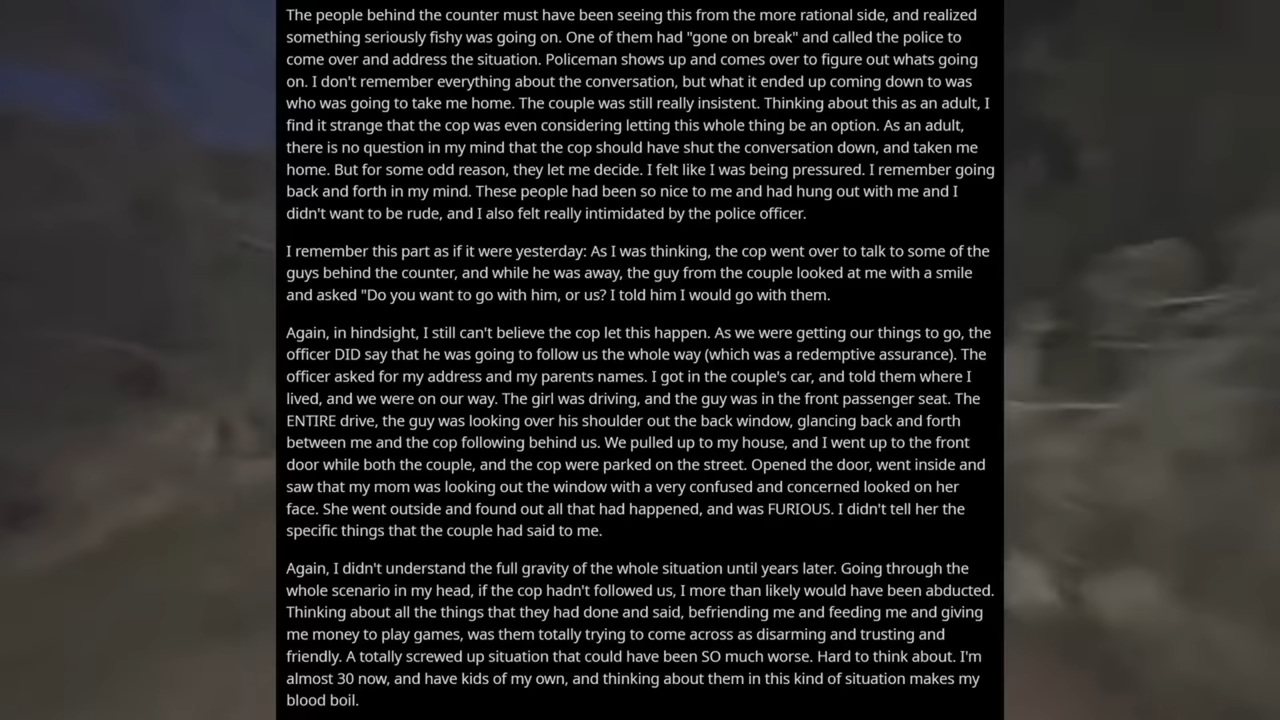 The people behind the counter must have been seeing this from the more rational side, and realized
something seriously fishy was going on. One of them had "gone on break" and called the police to
come over and address the situation. Policeman shows up and comes over to figure out whats going
on. I don't remember everything about the conversation, but what it ended up coming down to was
who was going to take me home. The couple was still really insistent. Thinking about this as an adult, I
find it strange that the cop was even considering letting this whole thing be an option. As an adult,
there is no question in my mind that the cop should have shut the conversation down, and taken me
home. But for some odd reason, they let me decide. I felt like I was being pressured. I remember going
back and forth in my mind. These people had been so nice to me and had hung out with me and I
didn't want to be rude, and I also felt really intimidated by the police officer.
I remember this part as if it were yesterday: As I was thinking, the cop went over to talk to some of the
guys behind the counter, and while he was away, the guy from the couple looked at me with a smile
and asked "Do you want to go with him, or us? I told him I would go with them.
Again, in hindsight, I still can't believe the cop let this happen. As we were getting our things to go, the
officer DID say that he was going to follow us the whole way (which was a redemptive assurance). The
officer asked for my address and my parents names. I got in the couple's car, and told them where I
lived, and we were on our way. The girl was driving, and the guy was in the front passenger seat. The
ENTIRE drive, the guy was looking over his shoulder out the back window, glancing back and forth
between me and the cop following behind us. We pulled up to my house, and I went up to the front
door while both the couple, and the cop were parked on the street. Opened the door, went inside and
saw that my mom was looking out the window with a very confused and concerned looked on her
face. She went outside and found out all that had happened, and was FURIOUS. I didn't tell her the
specific things that the couple had said to me.
Again, I didn't understand the full gravity of the whole situation until years later. Going through the
whole scenario in my head, if the cop hadn't followed us, I more than likely would have been abducted.
Thinking about all the things that they had done and said, befriending me and feeding me and giving
me money to play games, was them totally trying to come across as disarming and trusting and
friendly. A totally screwed up situation that could have been SO much worse. Hard to think about. I'm
almost 30 now, and have kids of my own, and thinking about them in this kind of situation makes my
blood boil.